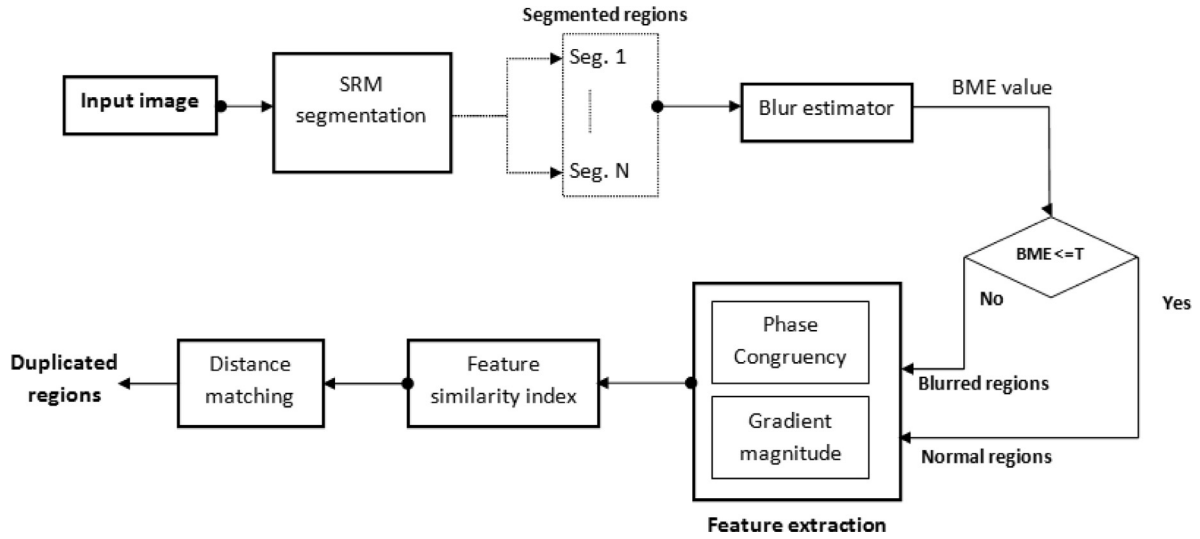 Segmented regions
Input image
SRM
segmentation
Seg. 1
Seg. N
Blur estimator
BME value
BME<=T
No
Yes
Blurred regions
Normal regions
Phase
Congruency
Gradient
magnitude
Feature extraction
Feature
similarity index
Distance
matching
Duplicated
regions